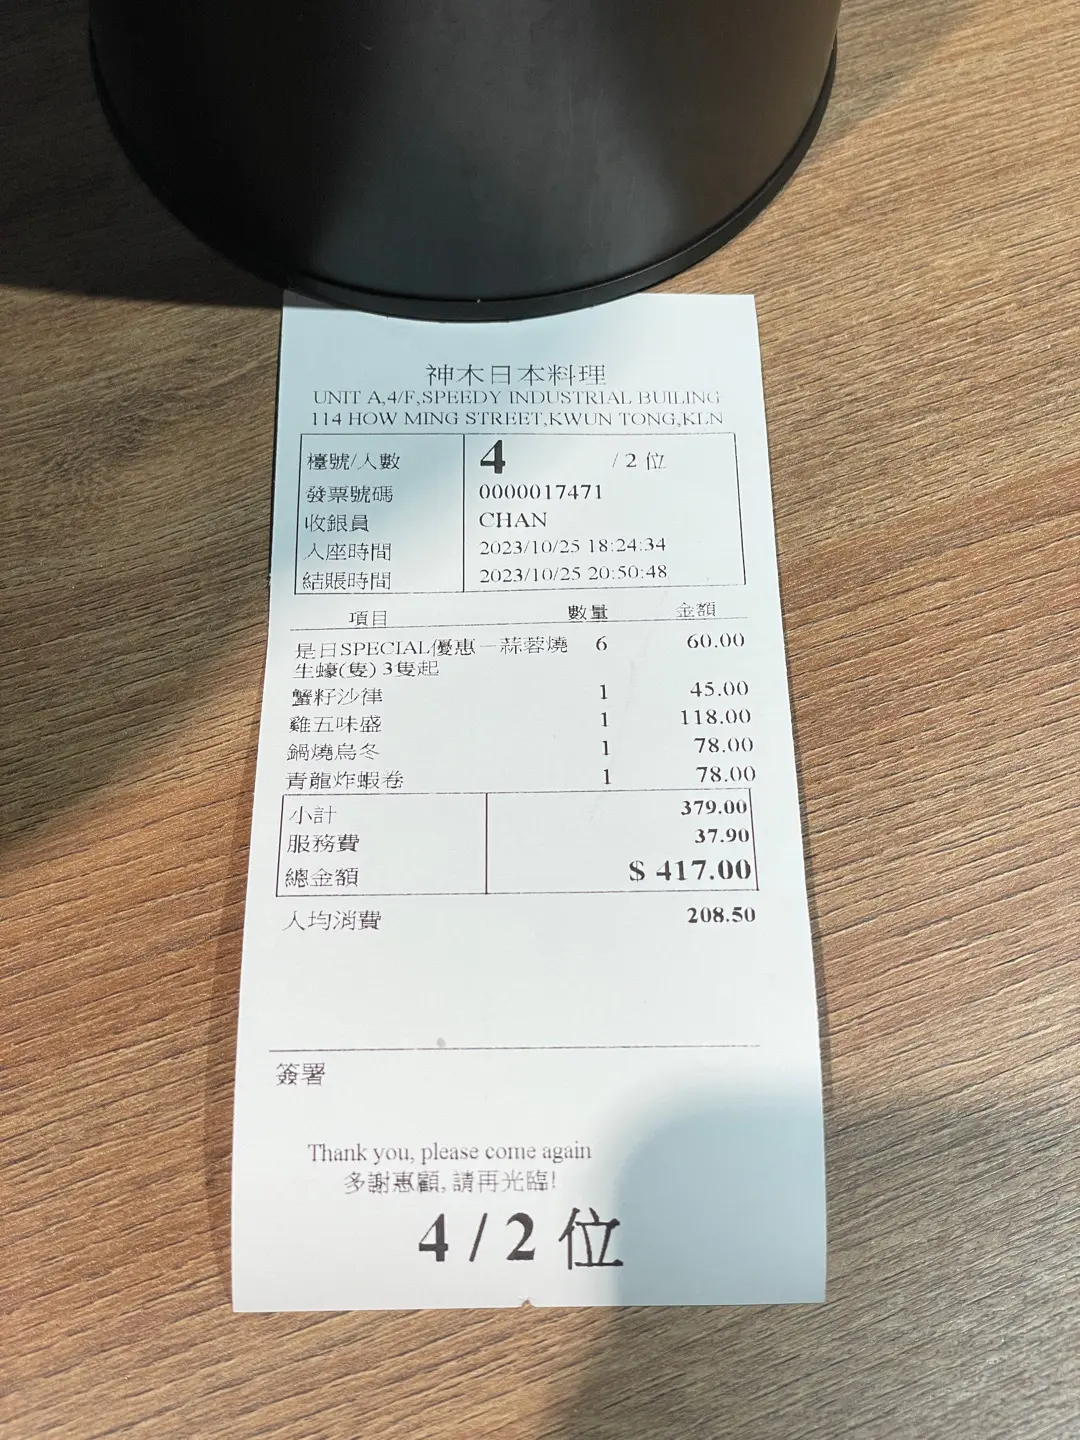 神木日本料理
UNIT A,4/F,SPEEDY INDUSTRIAL BUILING
114 HOW MING STREET,KWUN TONG,KLN
檯號/人數 4 / 2 位
發票號碼 0000017471
收銀員 CHAN
入座時間 2023/10/25 18:24:34
結賬時間 2023/10/25 20:50:48
項目 數量 金額
是日SPECIAL優惠－蒜蓉燒 6 60.00
生蠔(隻) 3隻起
蟹籽沙律 1 45.00
雞五味盛 1 118.00
鍋燒烏冬 1 78.00
青龍炸蝦卷 1 78.00
小計 379.00
服務費 37.90
總金額 $ 417.00
人均消費 208.50
簽署
Thank you, please come again
多謝惠顧, 請再光臨!
4 / 2 位